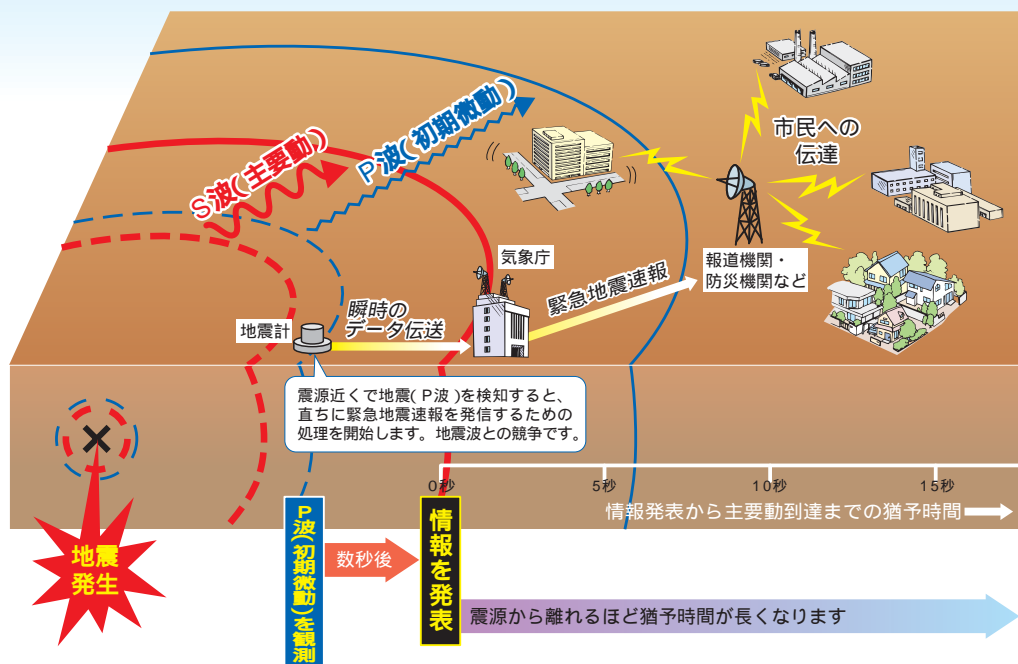 P波(初期微動)
S波(主要動)
市民への
伝達
気象庁
報道機関・
防災機関など
緊急地震速報
瞬時の
データ伝送
地震計
震源近くで地震(P波)を検知すると、
直ちに緊急地震速報を発信するための
処理を開始します。地震波との競争です。
0秒
5秒
10秒
15秒
情報発表から主要動到達までの猶予時間
地震
発生
P波(初期微動)を観測
数秒後
情報を発表
震源から離れるほど猶予時間が長くなります